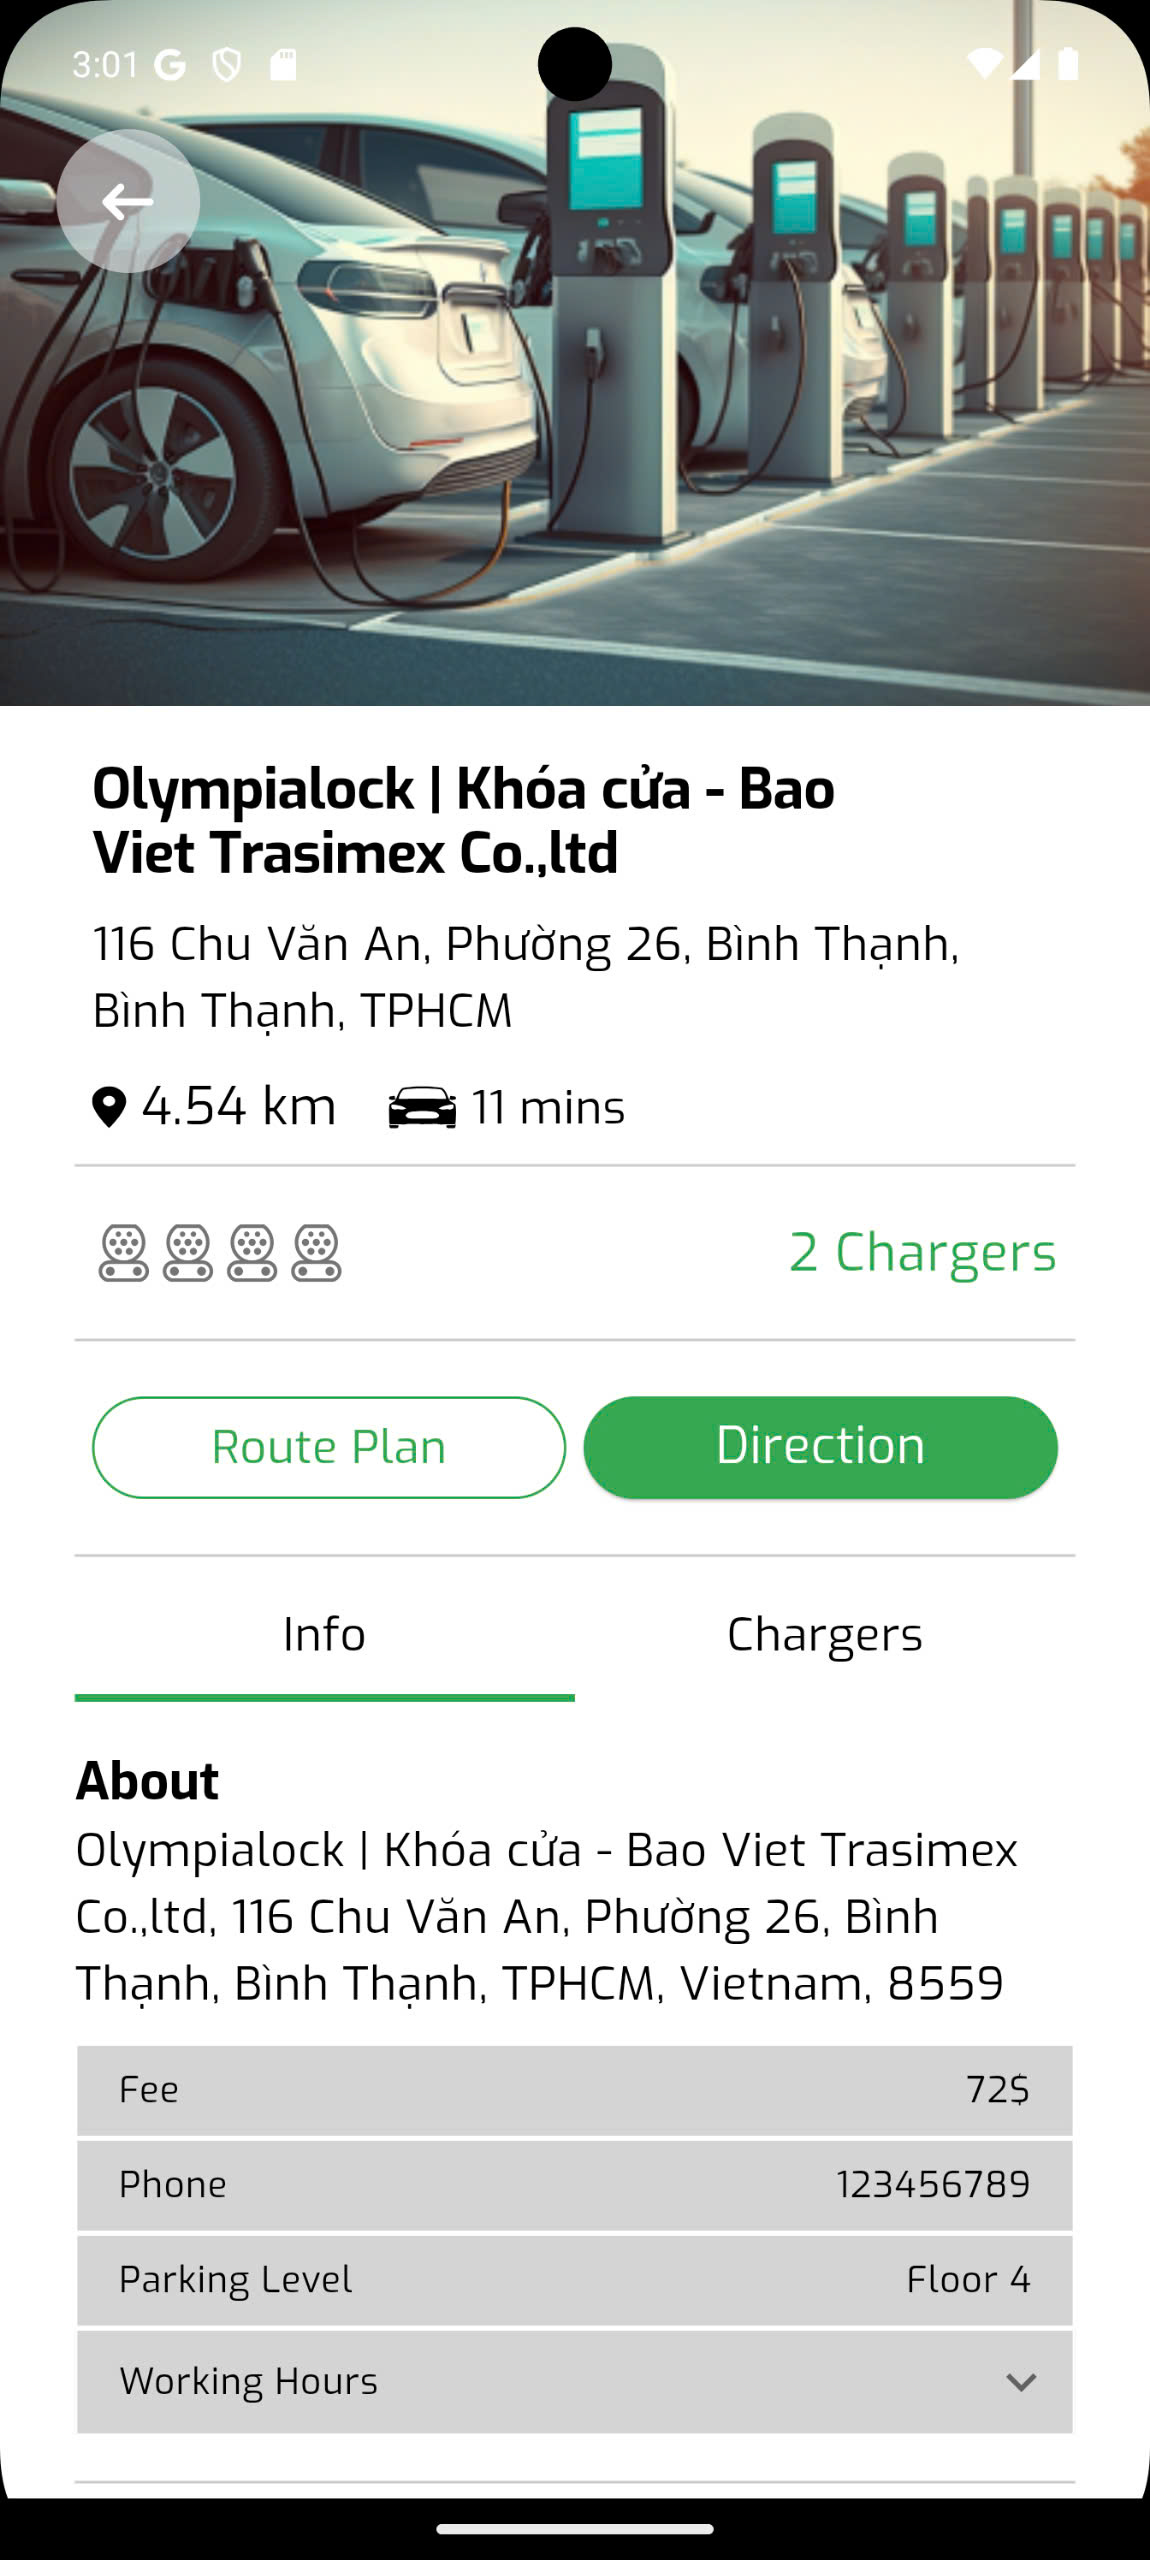 3:01
Olympialock | Khóa cửa - Bao
Viet Trasimex Co.,ltd
116 Chu Văn An, Phường 26, Bình Thạnh,
Bình Thạnh, TPHCM
4.54 km 11 mins
2 Chargers
Route Plan Direction
Info Chargers
About
Olympialock | Khóa cửa - Bao Viet Trasimex
Co.,ltd, 116 Chu Văn An, Phường 26, Bình
Thạnh, Bình Thạnh, TPHCM, Vietnam, 8559
Fee 72$
Phone 123456789
Parking Level Floor 4
Working Hours